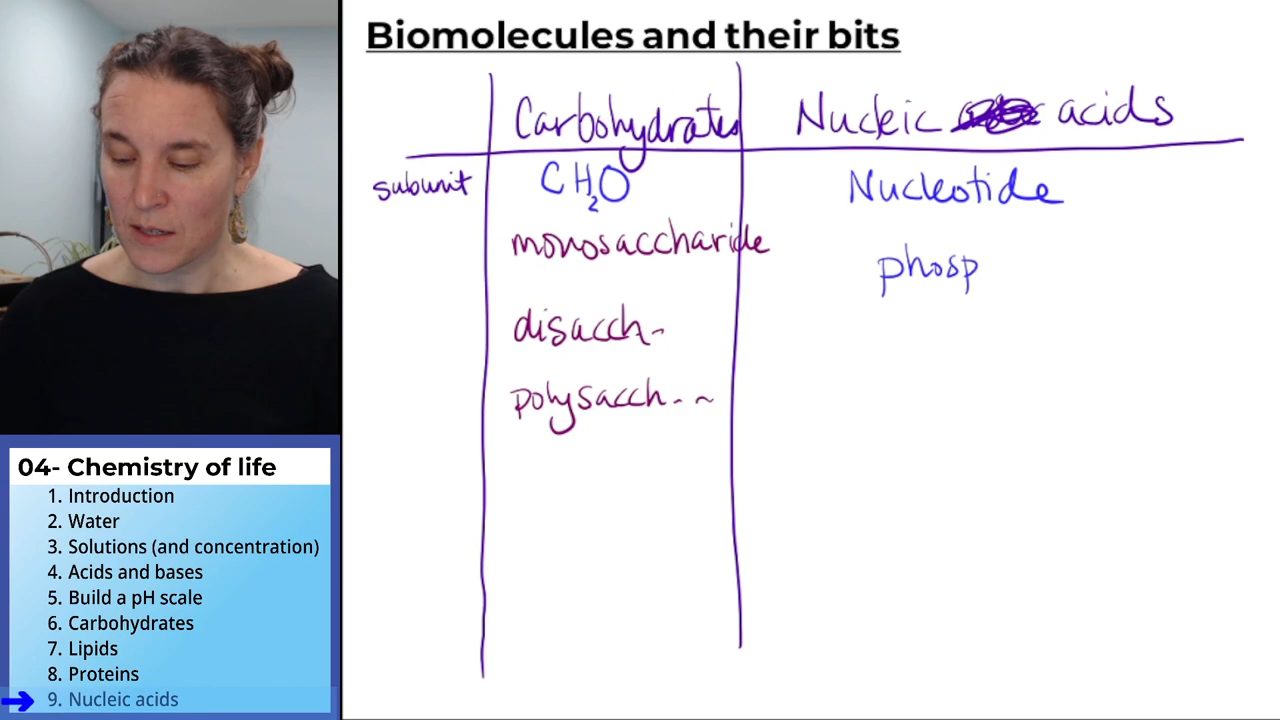 Biomolecules and their bits
Carbohydrates Nucleic acids
subunit CH₂O Nucleotide
monosaccharide
phosp
disacch-
polysacch. ~
04- Chemistry of life
1. Introduction
2. Water
3. Solutions (and concentration)
4. Acids and bases
5. Build a pH scale
6. Carbohydrates
7. Lipids
8. Proteins
9. Nucleic acids